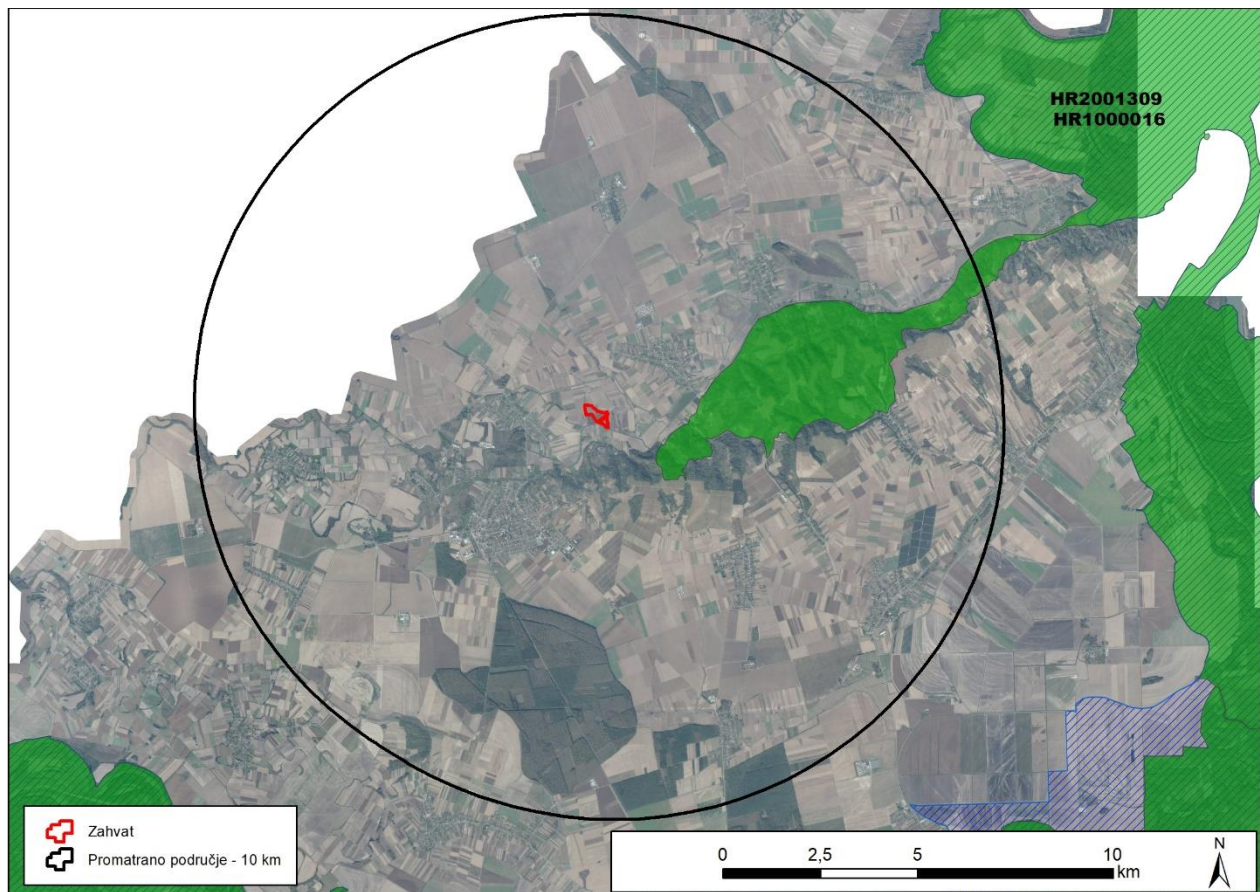 HR2001309
HR1000016
Zahvat
Promatrano područje - 10 km
0 2,5 5 10
km
N